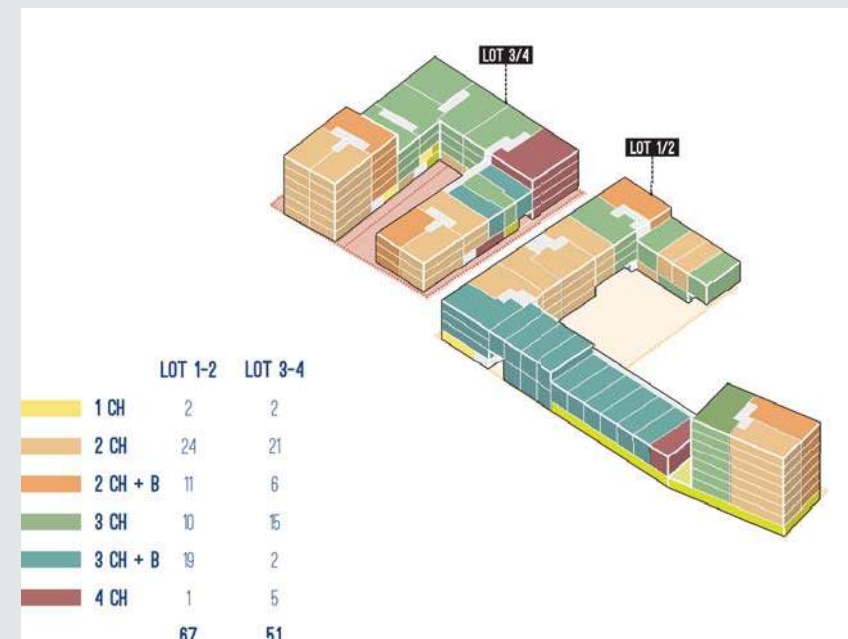 LOT 3/4
LOT 1/2
LOT 1-2 LOT 3-4
1 CH 2 2
2 CH 24 21
2 CH + B 11 6
3 CH 10 15
3 CH + B 19 2
4 CH 1 5
67 51